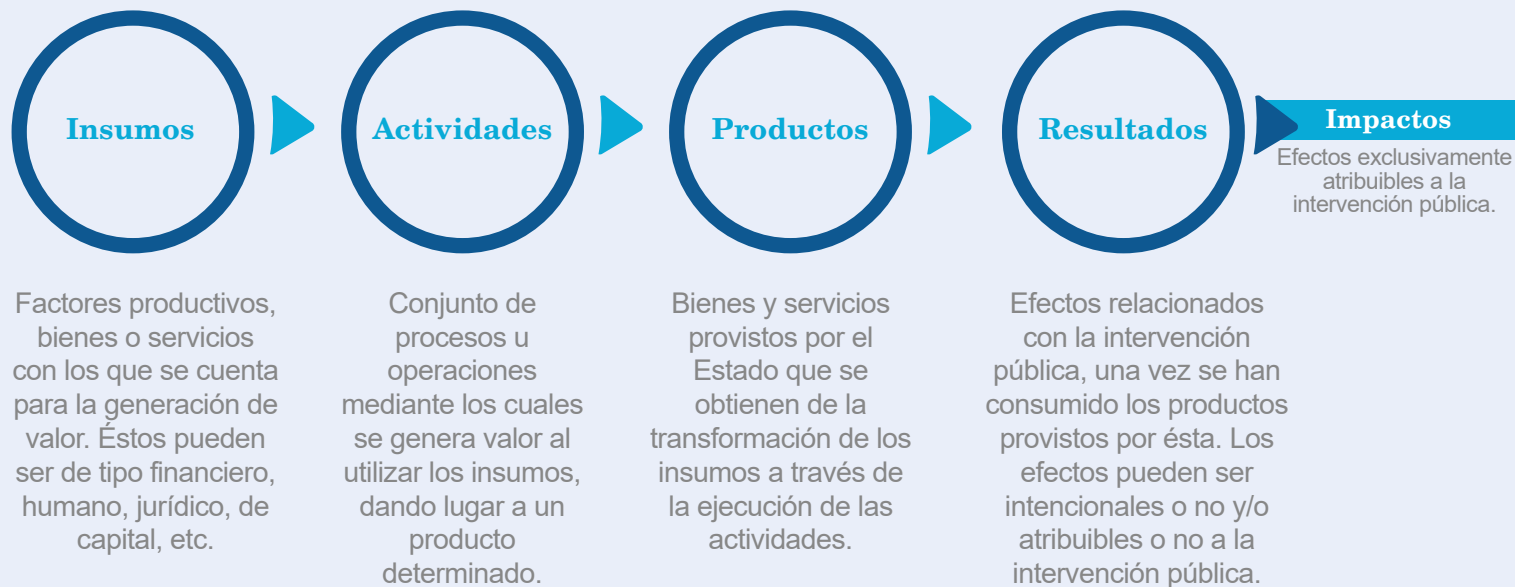 Insumos
Actividades
Productos
Resultados
Impactos
Efectos exclusivamente
atribuibles a la
intervención pública.
Factores productivos,
bienes o servicios
con los que se cuenta
para la generación de
valor. Éstos pueden
ser de tipo financiero,
humano, jurídico, de
capital, etc.
Conjunto de
procesos u
operaciones
mediante los cuales
se genera valor al
utilizar los insumos,
dando lugar a un
producto
determinado.
Bienes y servicios
provistos por el
Estado que se
obtienen de la
transformación de los
insumos a través de
la ejecución de las
actividades.
Efectos relacionados
con la intervención
pública, una vez se han
consumido los productos
provistos por ésta. Los
efectos pueden ser
intencionales o no y/o
atribuibles o no a la
intervención pública.